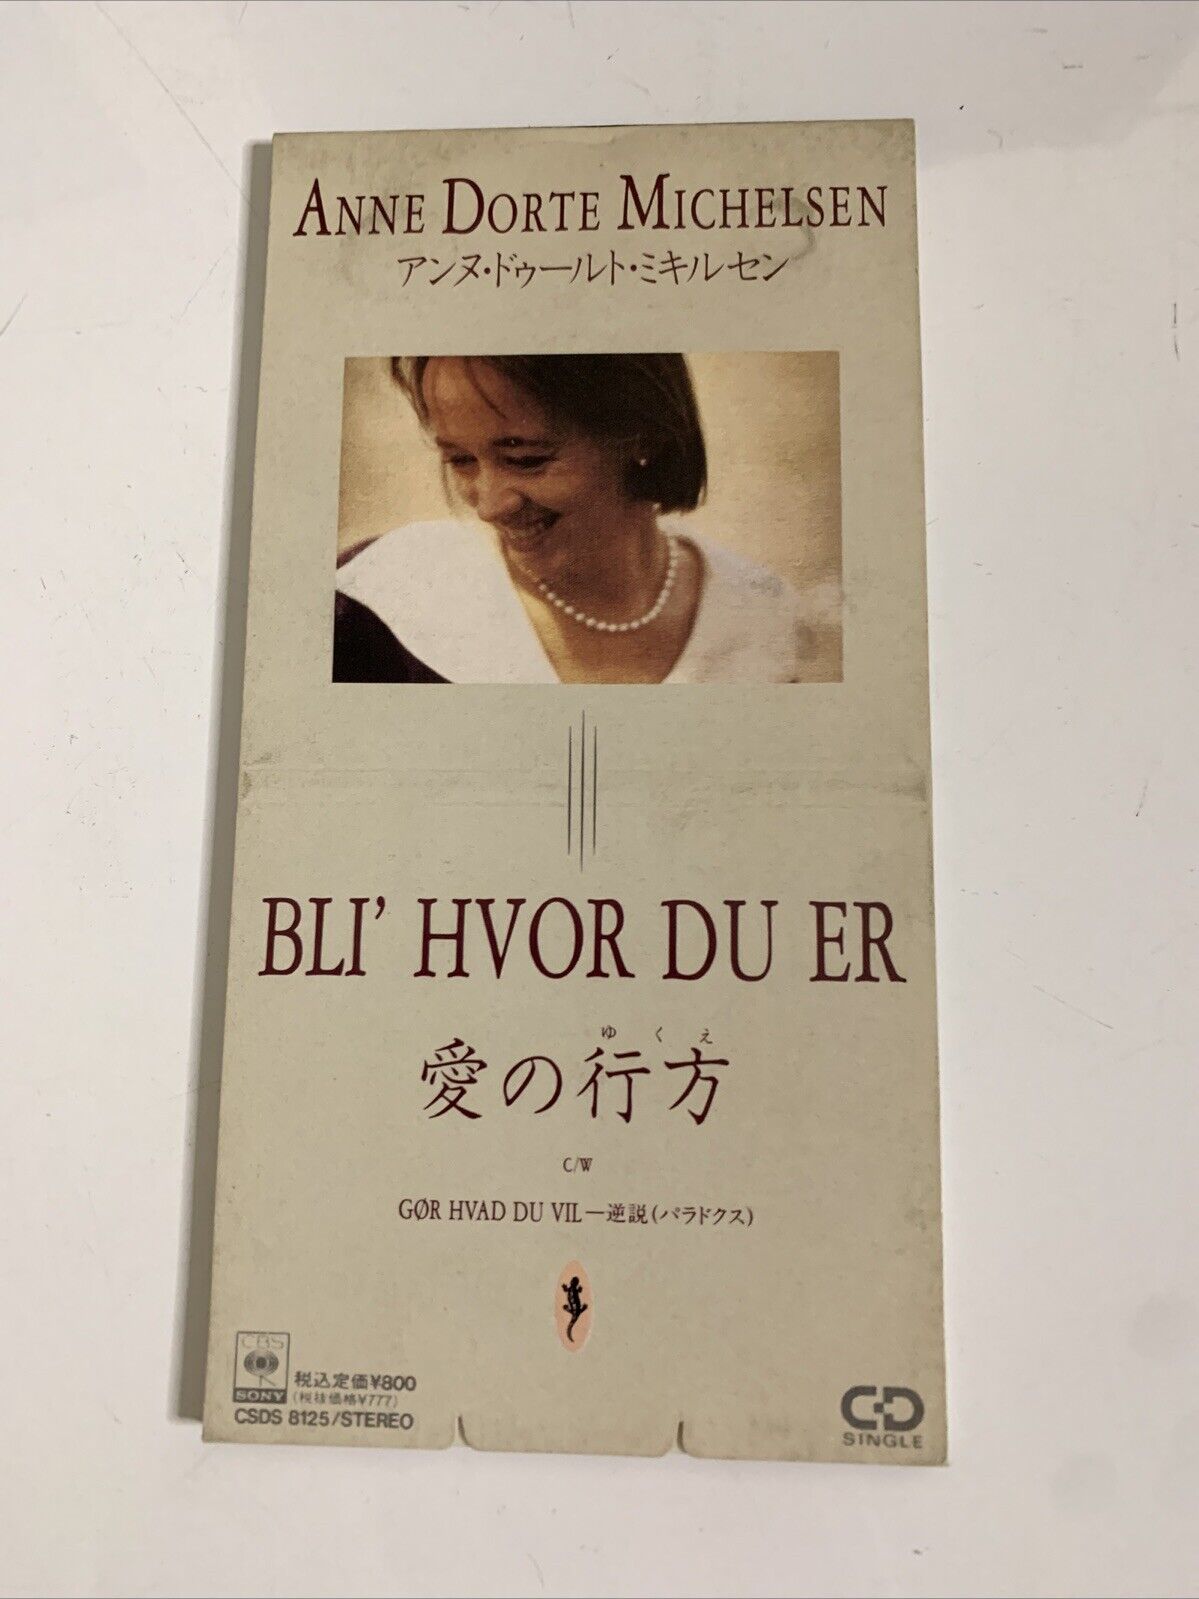 ANNE DORTE MICHELSEN
アンヌ・ドゥールト・ミキルセン
BLI' HVOR DU ER
ゆくえ
愛の行方
C/W
GØR HVAD DU VIL—逆説(パラドクス)
CBS
SONY
税込定価¥800
(税抜価格¥777)
CSDS 8125/STEREO
CD
SINGLE